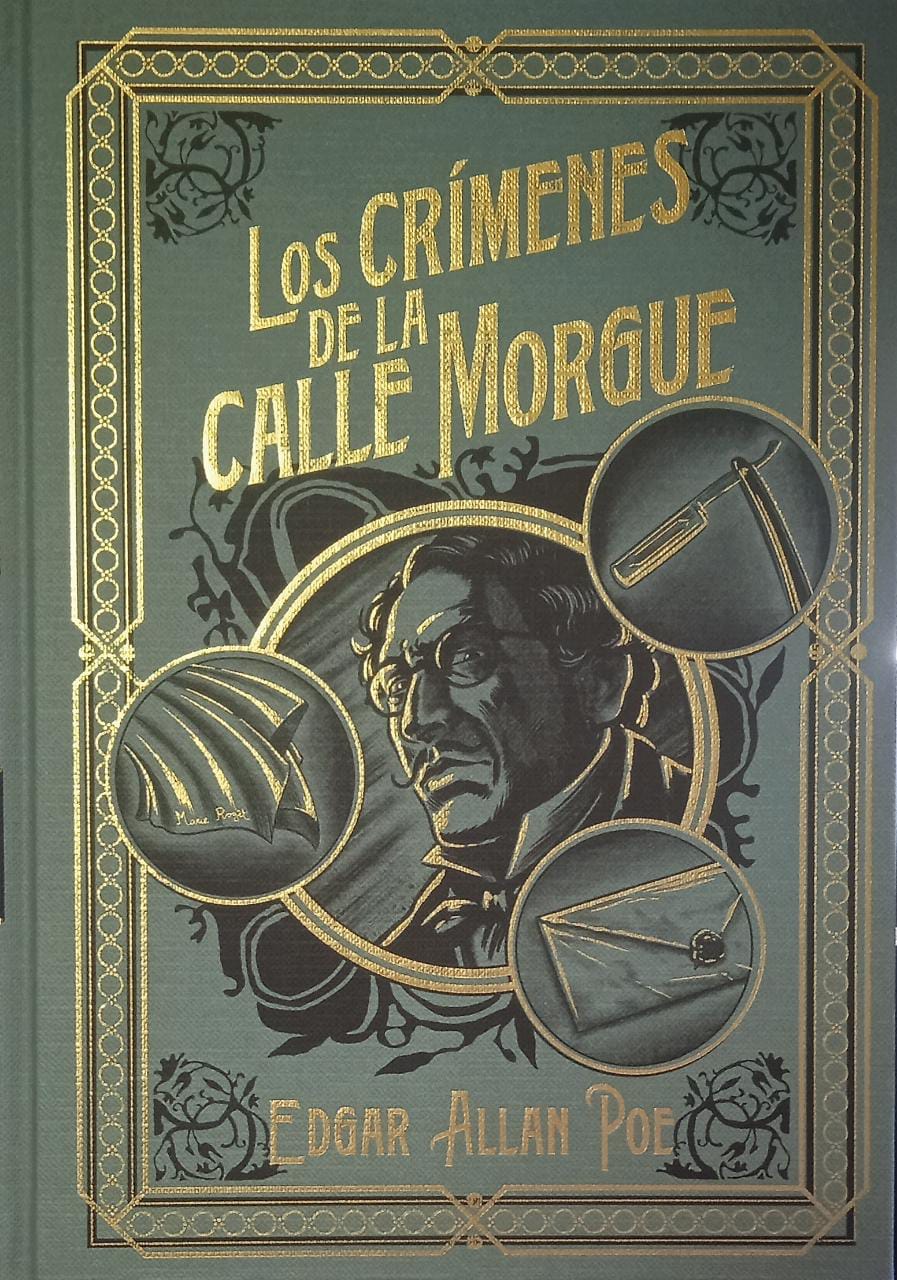 Los CRÍMENES
DE LA
CALLE MORGUE
Marie Rogêt
EDGAR ALLAN POE